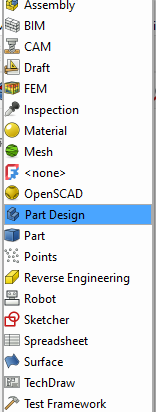 Assembly
BIM
CAM
Draft
FEM
Inspection
Material
Mesh
<none>
OpenSCAD
Part Design
Part
Points
Reverse Engineering
Robot
Sketcher
Spreadsheet
Surface
TechDraw
Test Framework